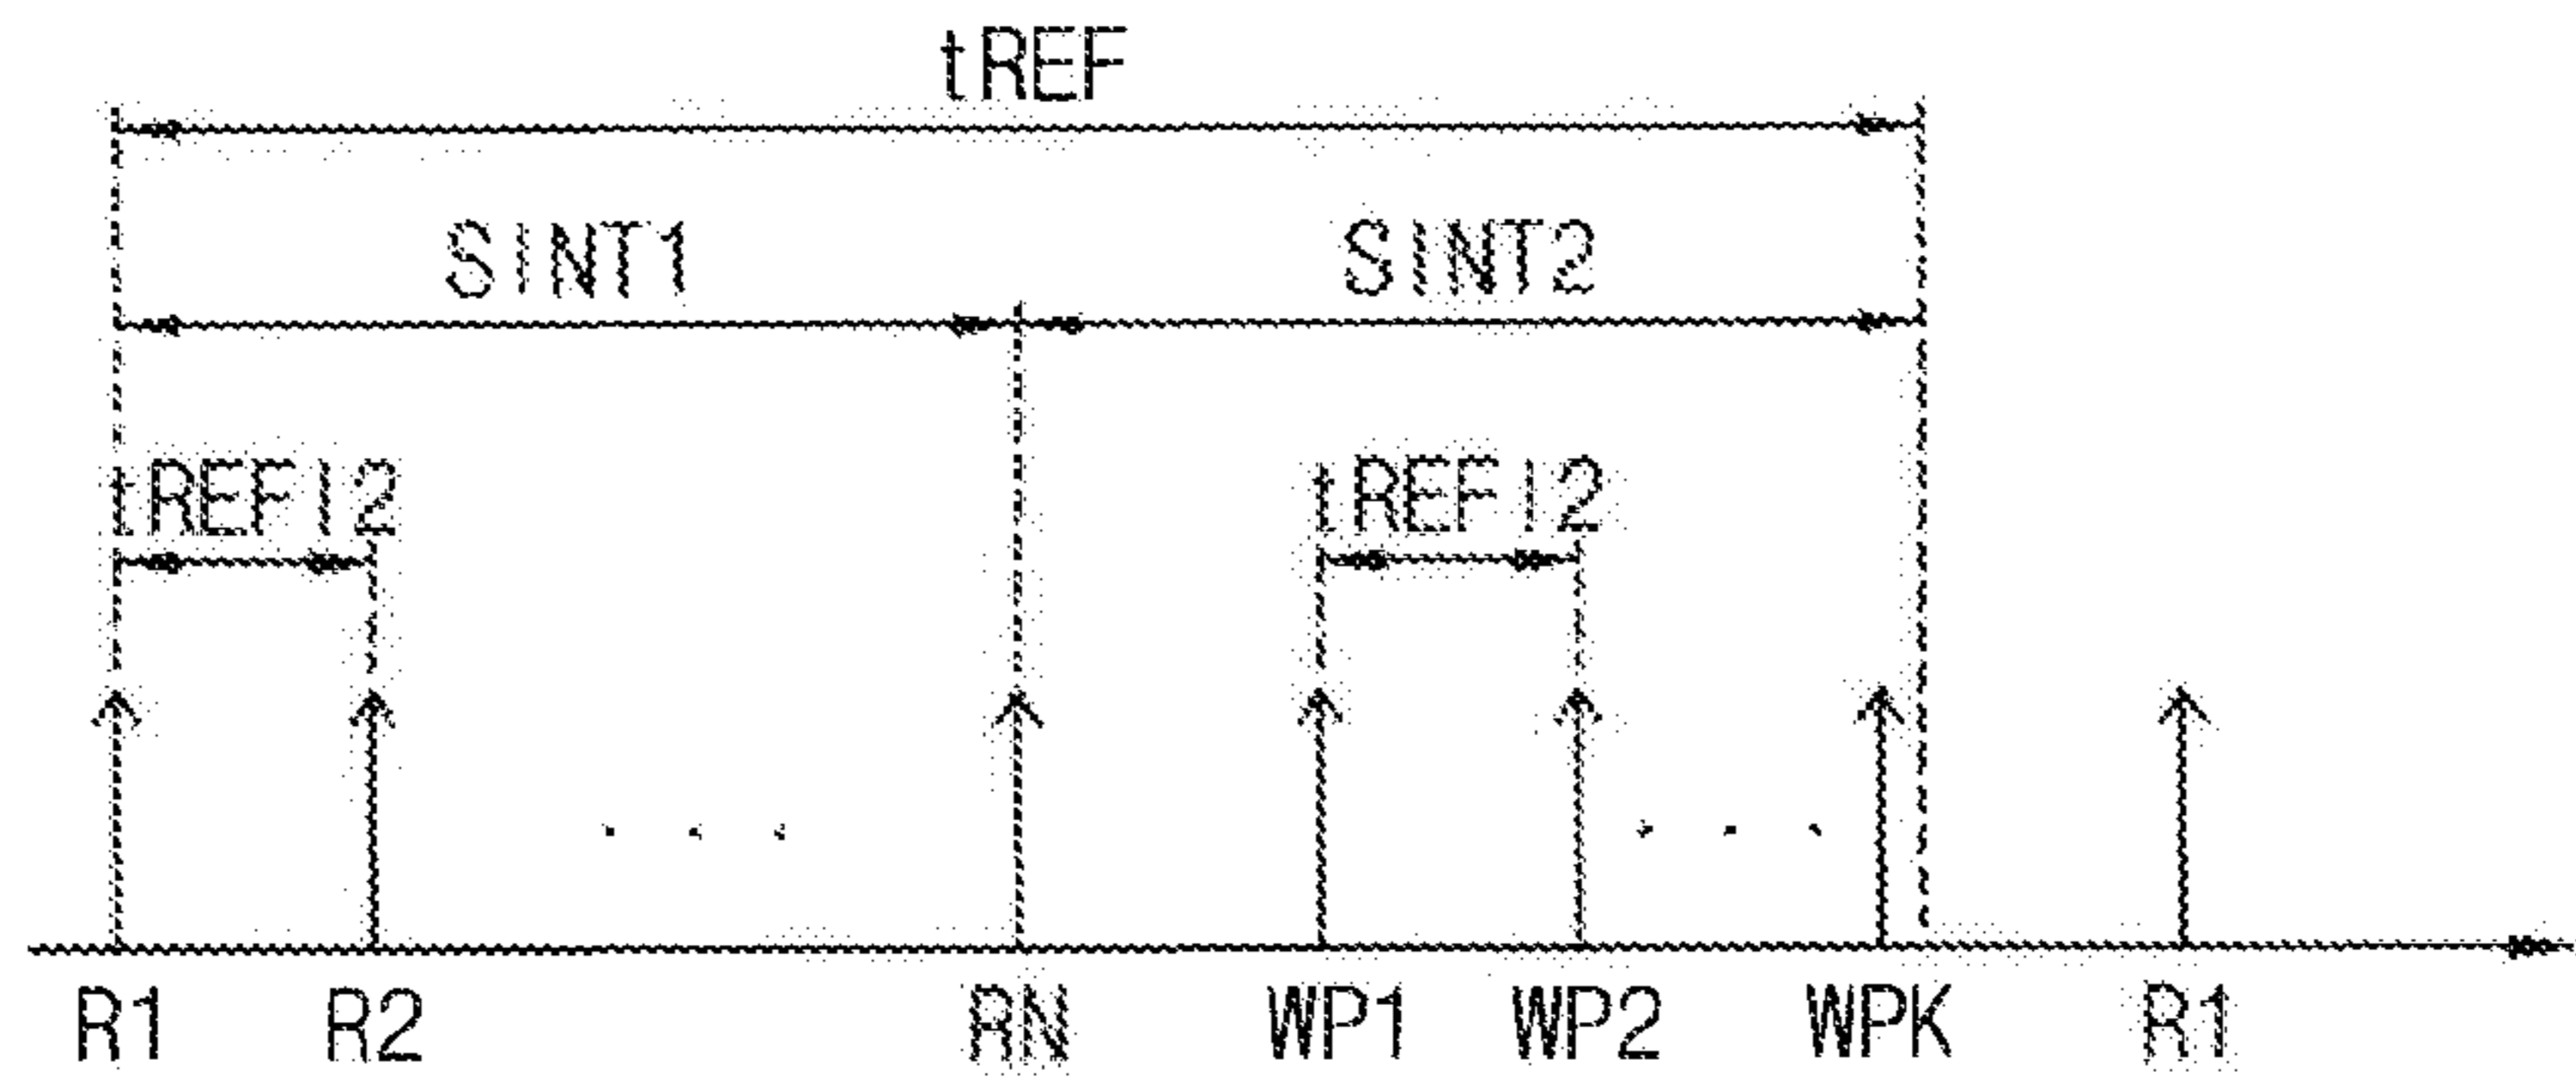 tREF
SINT1 SINT2
tREFI2 tREFI2
R1 R2 . . . RN WP1 WP2 . . . WPK R1